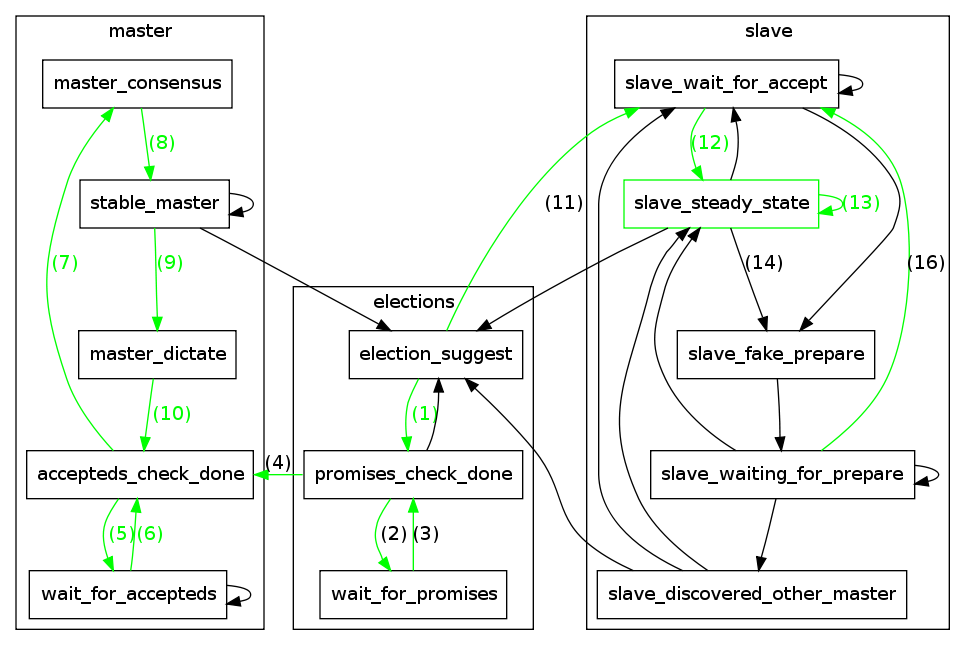 master
slave
master_consensus
slave_wait_for_accept
(8)
(12)
stable_master
(11)
slave_steady_state
(13)
(7)
(9)
(14)
(16)
elections
master_dictate
election_suggest
slave_fake_prepare
(10)
(1)
accepteds_check_done
(4)
promises_check_done
slave_waiting_for_prepare
(5)
(6)
(2)
(3)
wait_for_accepteds
wait_for_promises
slave_discovered_other_master